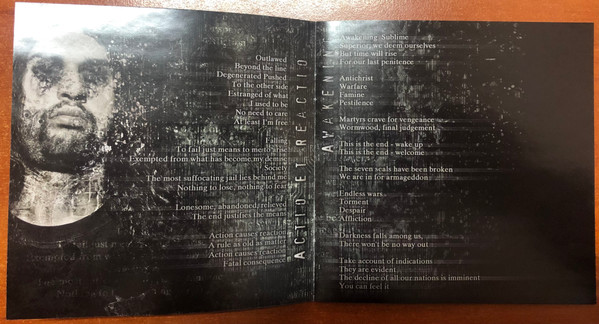 Outlawed
Beyond the line
Degenerated Pushed
To the other side
Estranged of what
I used to be
No need to care
At least I'm free
Falling
To fail just means to more rise
Exempted from what has become my demise
Society
The most suffocating jail lies behind me
Nothing to lose, nothing to fear
Lonesome, abandoned, relieved
The end justifies the means
Action causes reaction
A rule as old as matter
Action causes reaction
Fatal consequence
ACTIO ET REACTIO
AWAKEN
Awakening, Sublime
Superior, we deem ourselves
But time will rise
For our last penitence
Antichrist
Warfare
Famine
Pestilence
Martyrs crave for vengeance
Wormwood, final judgement
This is the end - wake up
This is the end - welcome
The seven seals have been broken
We are in for armageddon
Endless wars
Torment
Despair
Affliction
Darkness falls among us,
There won't be no way out
Take account of indications
They are evident
The decline of all our nations is imminent
You can feel it